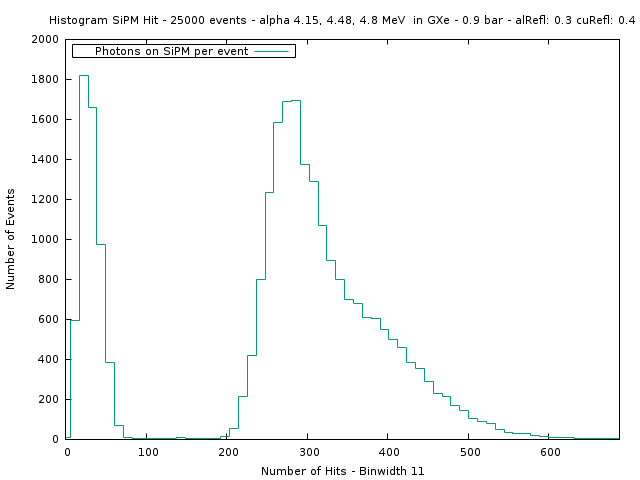 Histogram SiPM Hit - 25000 events - alpha 4.15, 4.48, 4.8 MeV  in GXe - 0.9 bar - alRefl: 0.3 cuRefl: 0.4
2000
Photons on SiPM per event
1800
1600
1400
1200
1000
800
600
400
200
0
Number of Events
0 100 200 300 400 500 600
Number of Hits - Binwidth 11